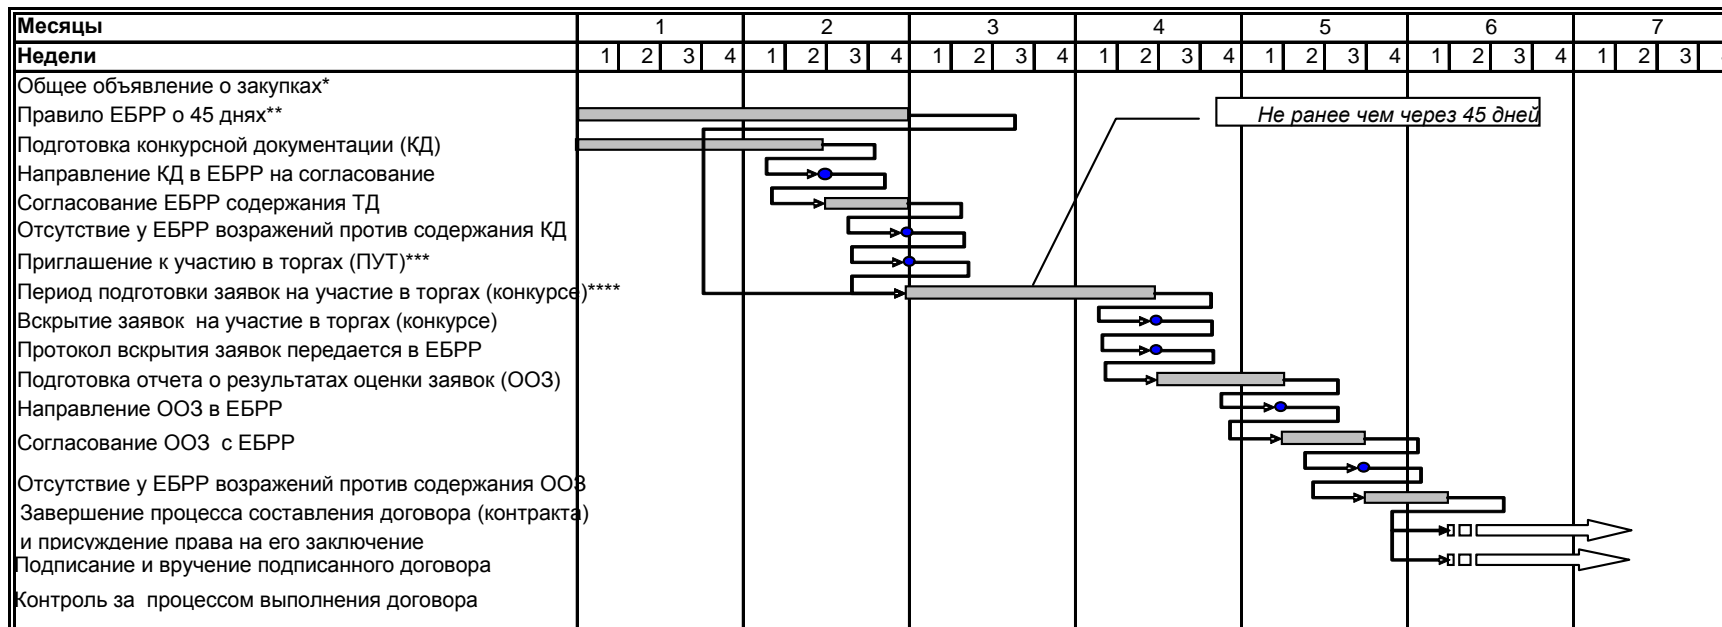 Месяцы 1 2 3 4 5 6 7
Недели 1 2 3 4 1 2 3 4 1 2 3 4 1 2 3 4 1 2 3 4 1 2 3 4 1 2 3
Общее объявление о закупках*
Правило ЕБРР о 45 днях**
Не ранее чем через 45 дней
Подготовка конкурсной документации (КД)
Направление КД в ЕБРР на согласование
Согласование ЕБРР содержания ТД
Отсутствие у ЕБРР возражений против содержания КД
Приглашение к участию в торгах (ПУТ)***
Период подготовки заявок на участие в торгах (конкурсе)****
Вскрытие заявок на участие в торгах (конкурсе)
Протокол вскрытия заявок передается в ЕБРР
Подготовка отчета о результатах оценки заявок (ООЗ)
Направление ООЗ в ЕБРР
Согласование ООЗ с ЕБРР
Отсутствие у ЕБРР возражений против содержания ООЗ
Завершение процесса составления договора (контракта)
и присуждение права на его заключение
Подписание и вручение подписанного договора
Контроль за процессом выполнения договора